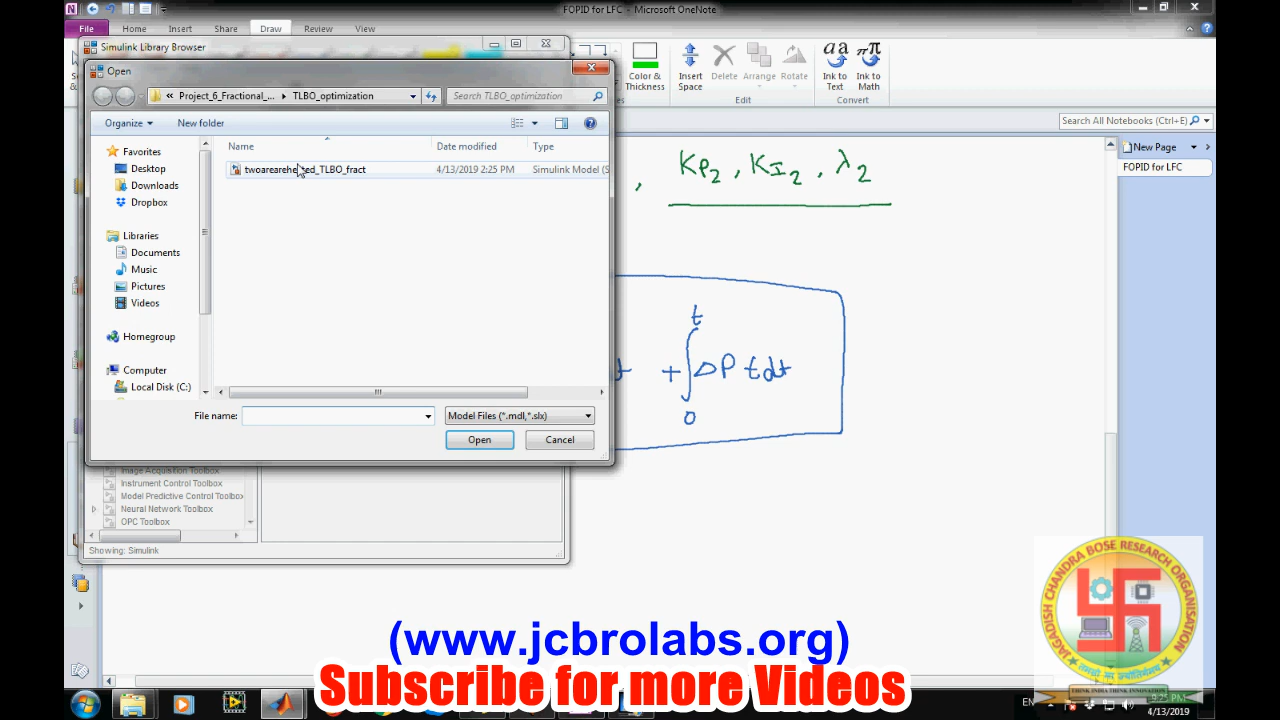 FOPID for LFC - Microsoft OneNote
File Home Insert Share Draw Review View
Simulink Library Browser
Open
« Project_6_Fractional_... ▸ TLBO_optimization
Search TLBO_optimization
Organize
New folder
Name
Date modified
Type
4/13/2019 2:25 PM
Simulink Model (S
Favorites
Desktop
Downloads
Dropbox
Libraries
Documents
Music
Pictures
Videos
Homegroup
Computer
Local Disk (C:)
File name:
Model Files (*.mdl,*.slx)
Open
Cancel
Image Acquisition Toolbox
Instrument Control Toolbox
Model Predictive Control Toolbox
Neural Network Toolbox
OPC Toolbox
Showing: Simulink
Color &
Thickness
Insert
Space
Delete
Arrange
Rotate
Edit
Ink to
Text
Ink to
Math
Convert
Search All Notebooks (Ctrl+E)
New Page
FOPID for LFC
, KP2 , KI2 , λ2
t
+∫ΔP t dt
0
JAGADISH CHANDRA BOSE RESEARCH ORGANISATION
THINK INDIA THINK INNOVATION
(www.jcbrolabs.org)
Subscribe for more Videos
EN
9:25 PM
4/13/2019